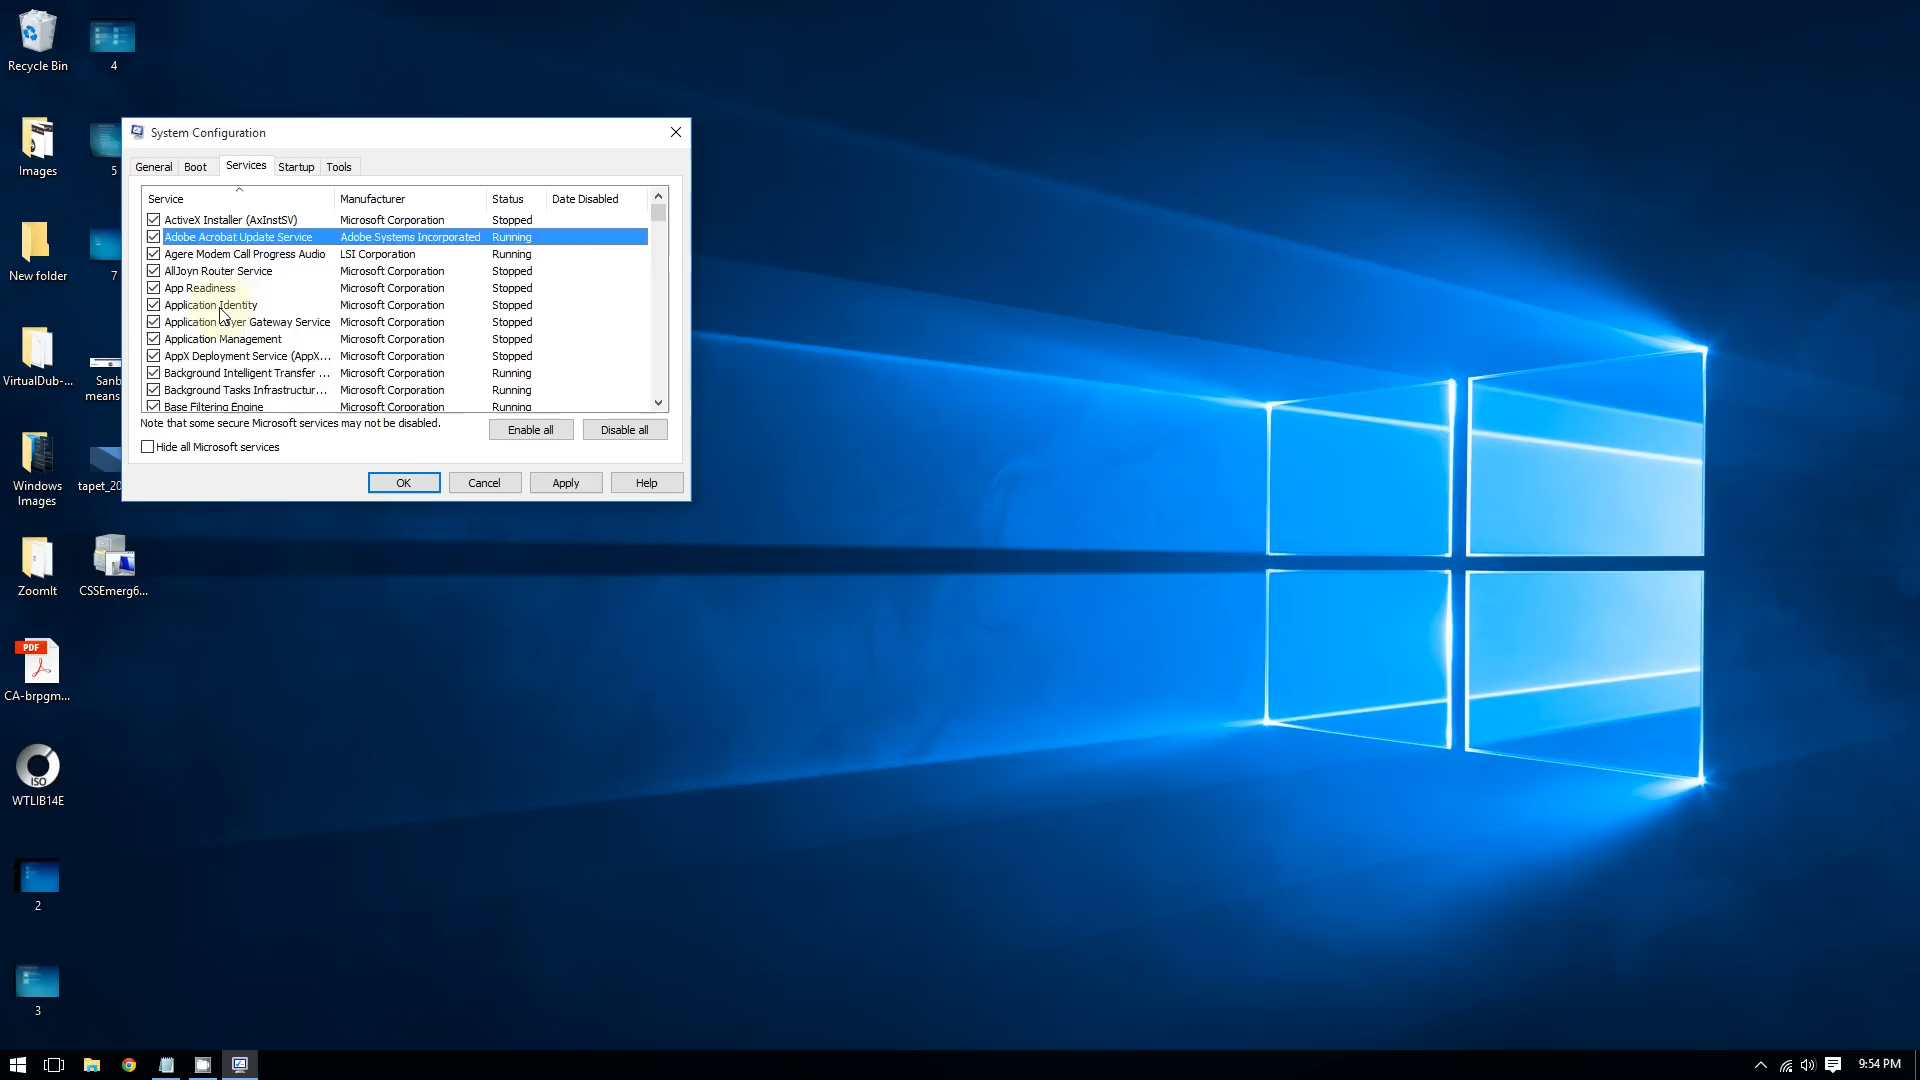 Recycle Bin
4
Images
5
New folder
7
VirtualDub-...
Sanb
means
Windows
Images
tapet_20
ZoomIt
CSSEmerg6...
PDF
CA-brpgm...
ISO
WTLIB14E
2
3
System Configuration
General Boot Services Startup Tools
Service Manufacturer Status Date Disabled
ActiveX Installer (AxInstSV) Microsoft Corporation Stopped
Adobe Acrobat Update Service Adobe Systems Incorporated Running
Agere Modem Call Progress Audio LSI Corporation Running
AllJoyn Router Service Microsoft Corporation Stopped
App Readiness Microsoft Corporation Stopped
Application Identity Microsoft Corporation Stopped
Application Layer Gateway Service Microsoft Corporation Stopped
Application Management Microsoft Corporation Stopped
AppX Deployment Service (AppX... Microsoft Corporation Stopped
Background Intelligent Transfer ... Microsoft Corporation Running
Background Tasks Infrastructur... Microsoft Corporation Running
Base Filtering Engine Microsoft Corporation Running
Note that some secure Microsoft services may not be disabled.
Enable all Disable all
Hide all Microsoft services
OK Cancel Apply Help
9:54 PM